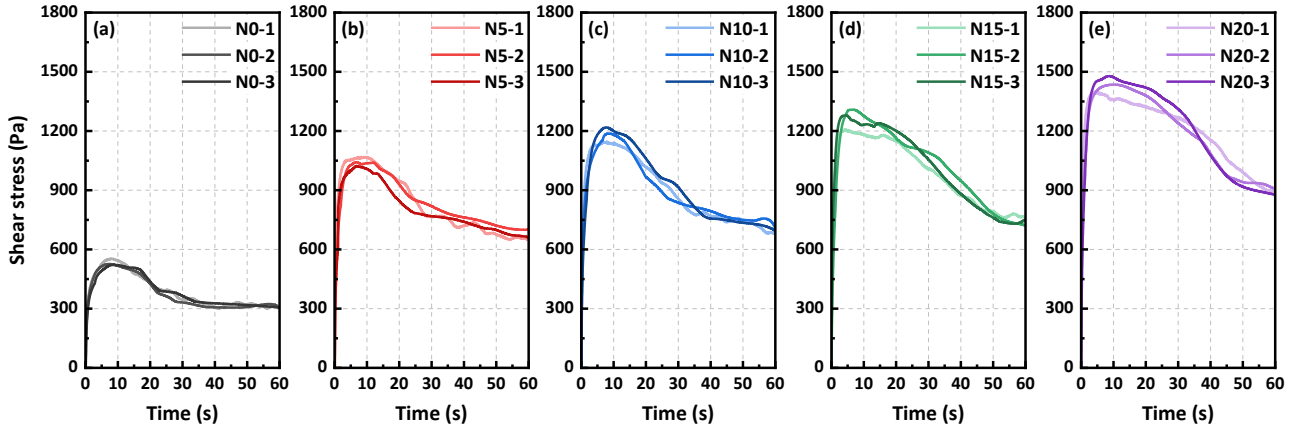 Shear stress (Pa)
1800
1500
1200
900
600
300
0
(a)
N0-1
N0-2
N0-3
0 10 20 30 40 50 60
Time (s)
1800
1500
1200
900
600
300
0
(b)
N5-1
N5-2
N5-3
0 10 20 30 40 50 60
Time (s)
1800
1500
1200
900
600
300
0
(c)
N10-1
N10-2
N10-3
0 10 20 30 40 50 60
Time (s)
1800
1500
1200
900
600
300
0
(d)
N15-1
N15-2
N15-3
0 10 20 30 40 50 60
Time (s)
1800
1500
1200
900
600
300
0
(e)
N20-1
N20-2
N20-3
0 10 20 30 40 50 60
Time (s)